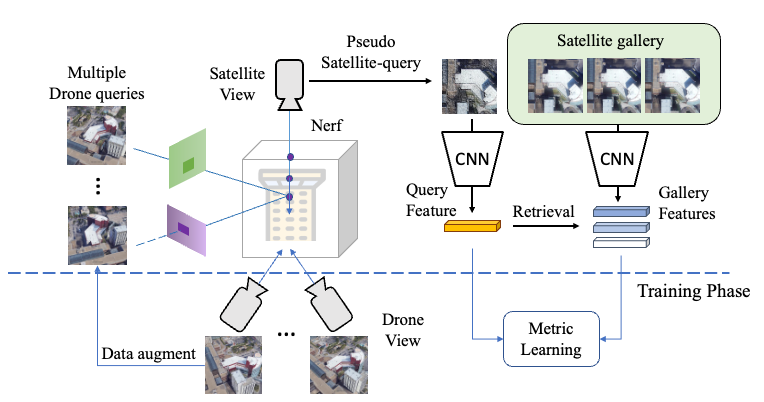 Multiple
Drone queries
Satellite
View
Pseudo
Satellite-query
Satellite gallery
Nerf
CNN
CNN
Query
Feature
Retrieval
Gallery
Features
Training Phase
Drone
View
Data augment
Metric
Learning